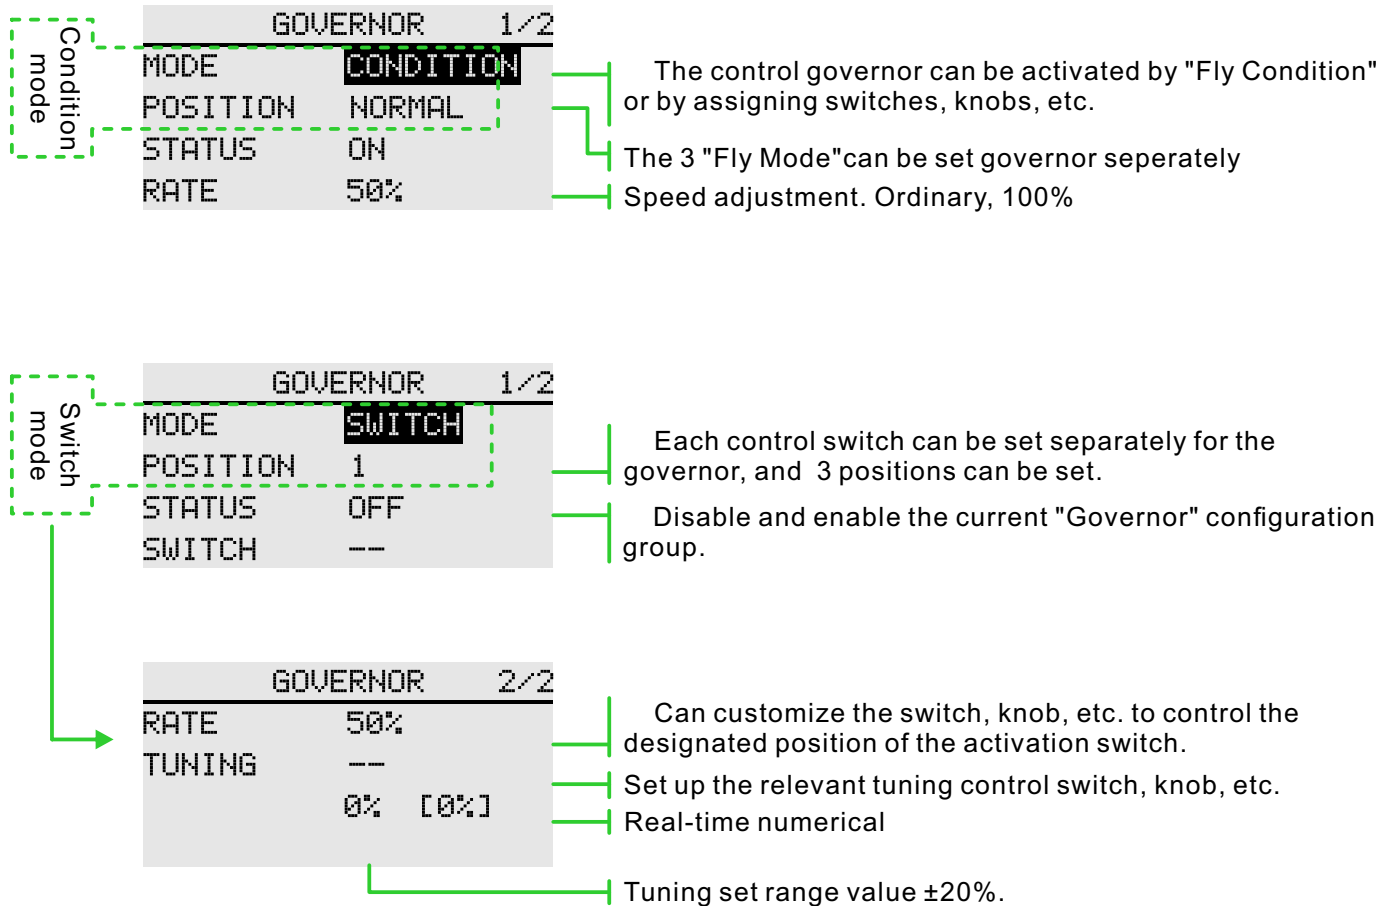 Condition
mode
GOVERNOR 1/2
MODE CONDITION
POSITION NORMAL
STATUS ON
RATE 50%
The control governor can be activated by "Fly Condition"
or by assigning switches, knobs, etc.
The 3 "Fly Mode"can be set governor seperately
Speed adjustment. Ordinary, 100%
Switch
mode
GOVERNOR 1/2
MODE SWITCH
POSITION 1
STATUS OFF
SWITCH --
Each control switch can be set separately for the
governor, and 3 positions can be set.
Disable and enable the current "Governor" configuration
group.
GOVERNOR 2/2
RATE 50%
TUNING --
0% [0%]
Can customize the switch, knob, etc. to control the
designated position of the activation switch.
Set up the relevant tuning control switch, knob, etc.
Real-time numerical
Tuning set range value ±20%.